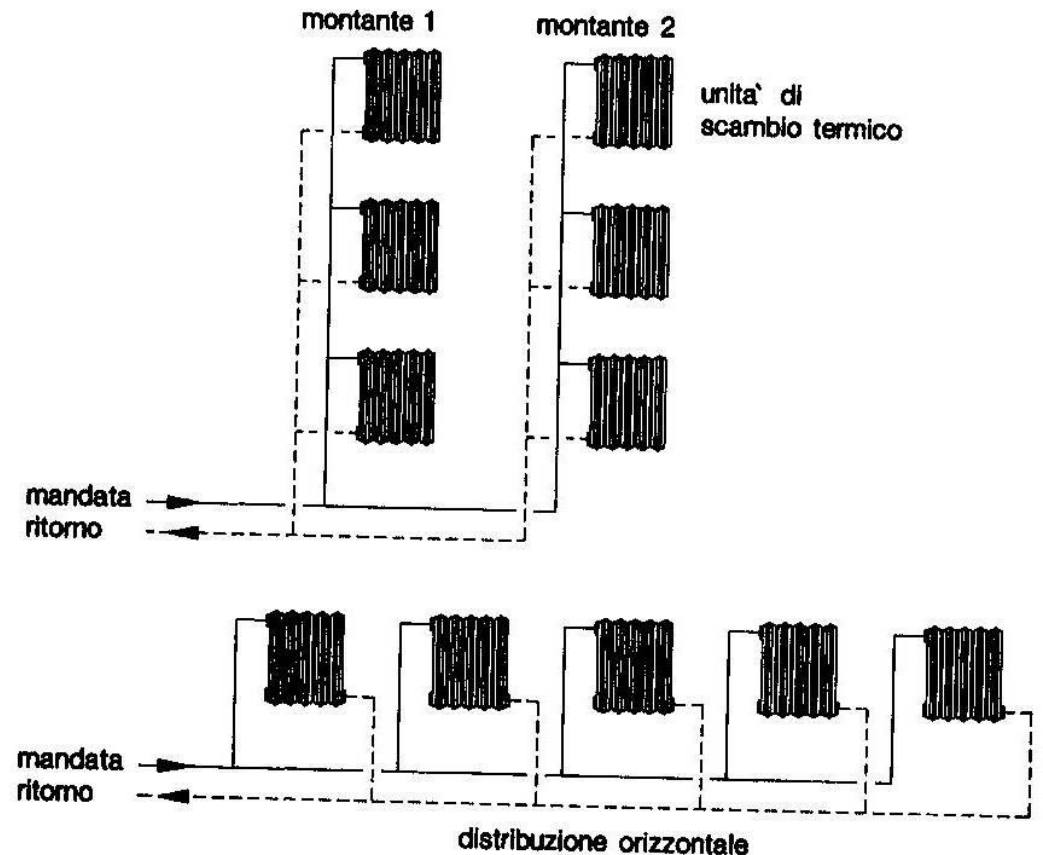 montante 1
montante 2
unita` di
scambio termico
mandata
ritorno
mandata
ritorno
distribuzione orizzontale